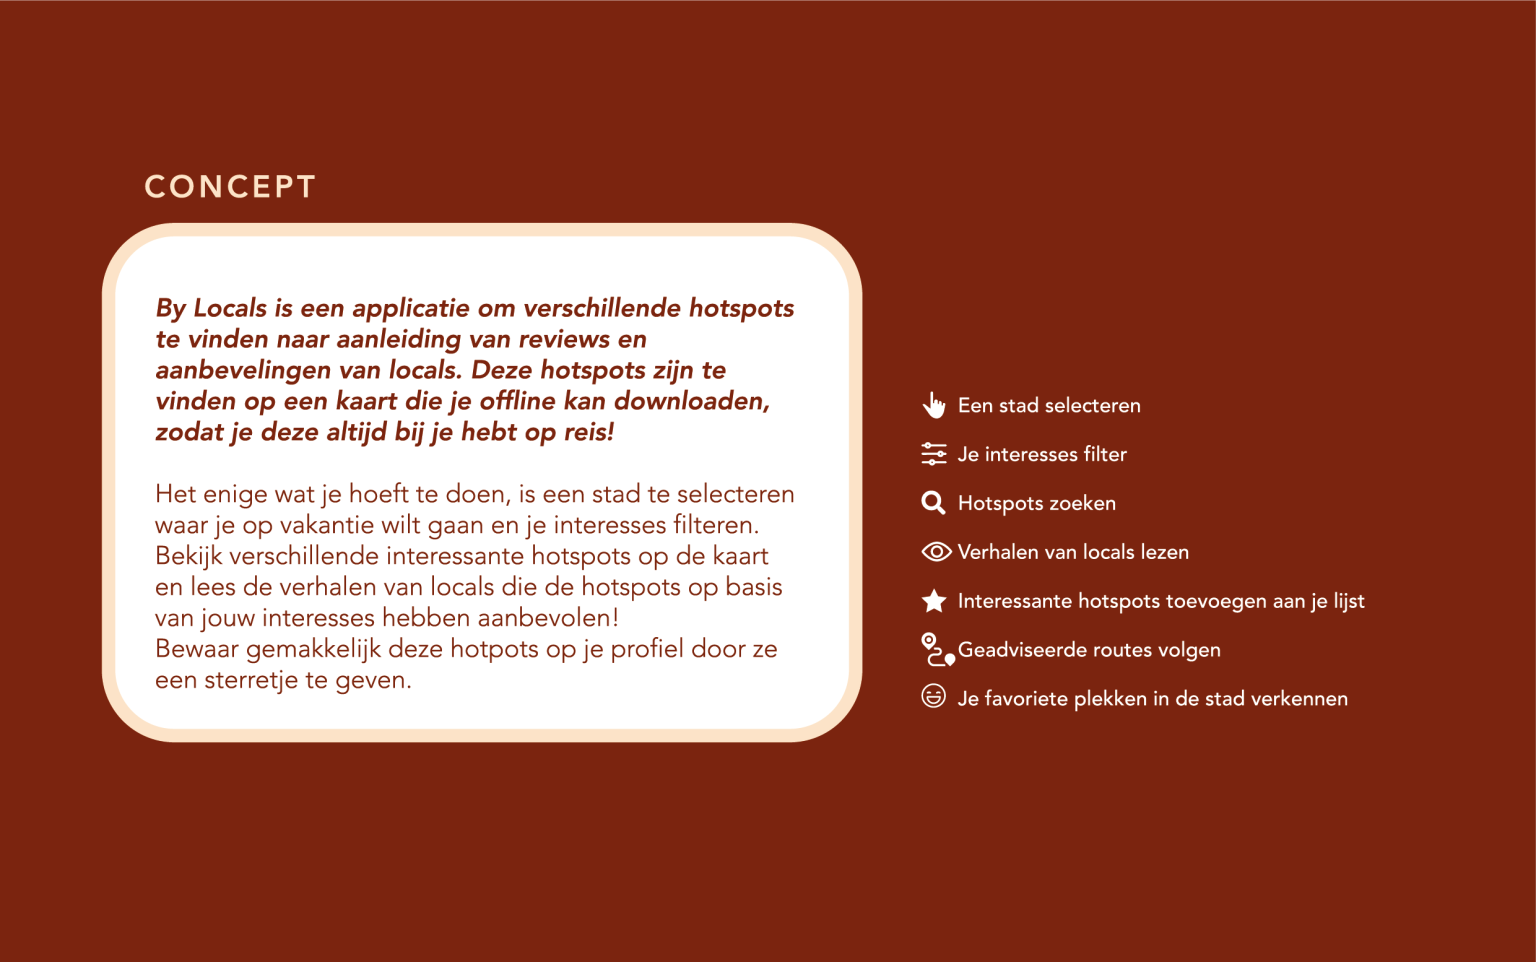 CONCEPT
By Locals is een applicatie om verschillende hotspots
te vinden naar aanleiding van reviews en
aanbevelingen van locals. Deze hotspots zijn te
vinden op een kaart die je offline kan downloaden,
zodat je deze altijd bij je hebt op reis!
Het enige wat je hoeft te doen, is een stad te selecteren
waar je op vakantie wilt gaan en je interesses filteren.
Bekijk verschillende interessante hotspots op de kaart
en lees de verhalen van locals die de hotspots op basis
van jouw interesses hebben aanbevolen!
Bewaar gemakkelijk deze hotpots op je profiel door ze
een sterretje te geven.
Een stad selecteren
Je interesses filter
Hotspots zoeken
Verhalen van locals lezen
Interessante hotspots toevoegen aan je lijst
Geadviseerde routes volgen
Je favoriete plekken in de stad verkennen